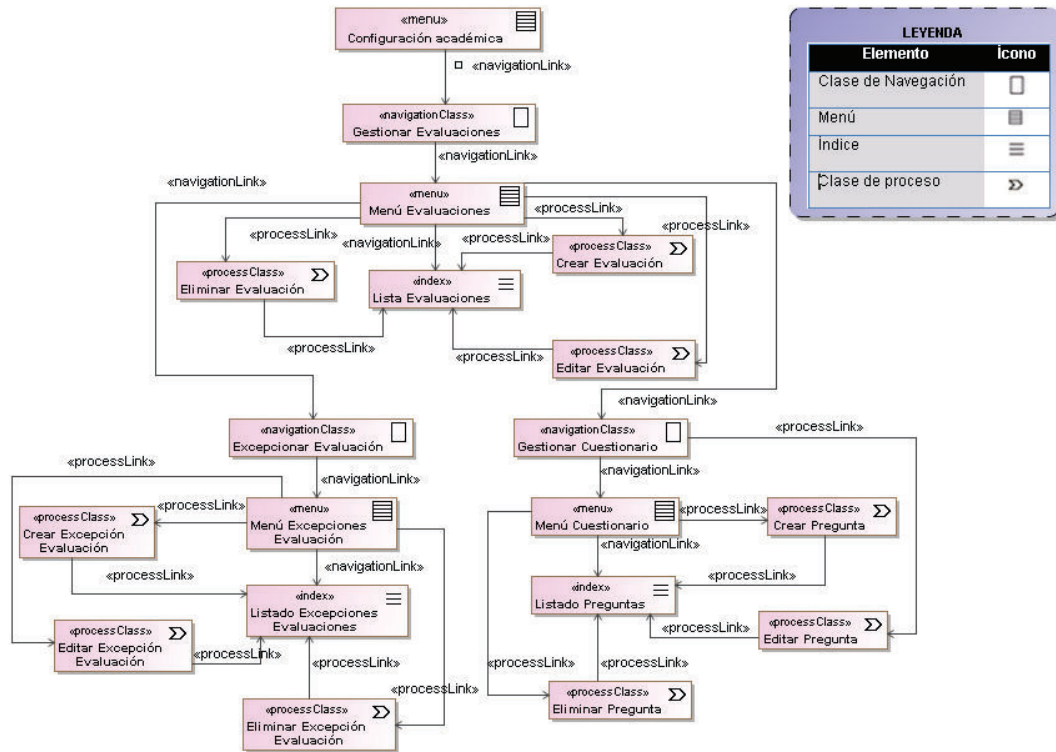 «menu»
Configuración académica
«navigationLink»
«navigationClass»
Gestionar Evaluaciones
«navigationLink»
«navigationLink»
«menu»
Menú Evaluaciones
«processLink»
«processLink»
«navigationLink»
«processLink»
«processLink»
«processClass»
Crear Evaluación
«processClass»
Eliminar Evaluación
«index»
Lista Evaluaciones
«processLink»
«processLink»
«processClass»
Editar Evaluación
«navigationLink»
«navigationClass»
Excepcionar Evaluación
«navigationClass»
Gestionar Cuestionario
«processLink»
«processLink»
«navigationLink»
«navigationLink»
«processClass»
Crear Excepción
Evaluación
«processLink»
«menu»
Menú Excepciones
Evaluación
«menu»
Menú Cuestionario
«processLink»
«processClass»
Crear Pregunta
«navigationLink»
«navigationLink»
«processLink»
«processLink»
«index»
Listado Excepciones
Evaluaciones
«index»
Listado Preguntas
«processClass»
Editar Excepción
Evaluación
«processLink»
«processClass»
Editar Pregunta
«processLink»
«processLink»
«processLink»
«processLink»
«processClass»
Eliminar Excepción
Evaluación
«processClass»
Eliminar Pregunta
LEYENDA
Elemento Ícono
Clase de Navegación
Menú
Índice
Clase de proceso